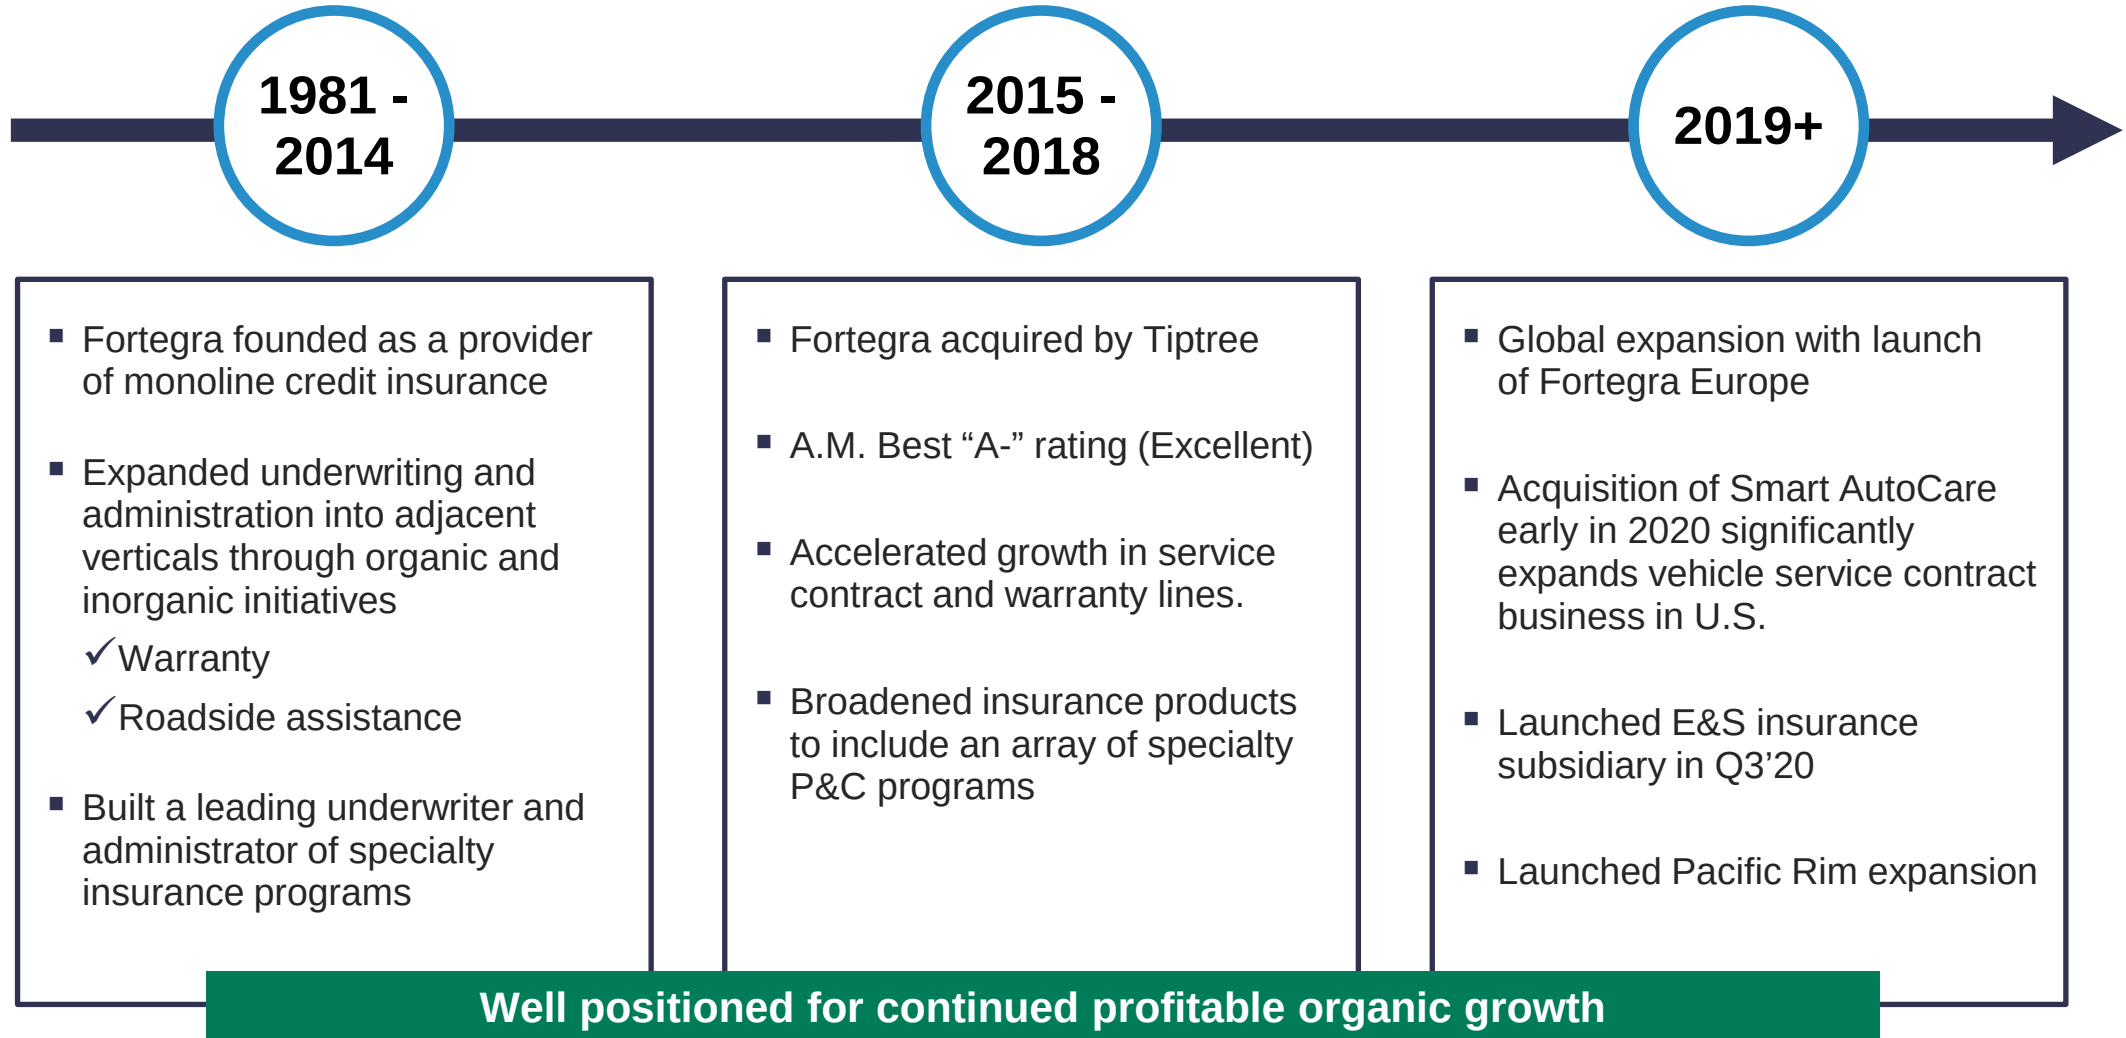 1981 -
2014
2015 -
2018
2019+
▪ Fortegra founded as a provider
of monoline credit insurance
▪ Expanded underwriting and
administration into adjacent
verticals through organic and
inorganic initiatives
✓Warranty
✓Roadside assistance
▪ Built a leading underwriter and
administrator of specialty
insurance programs
▪ Fortegra acquired by Tiptree
▪ A.M. Best “A-” rating (Excellent)
▪ Accelerated growth in service
contract and warranty lines.
▪ Broadened insurance products
to include an array of specialty
P&C programs
▪ Global expansion with launch
of Fortegra Europe
▪ Acquisition of Smart AutoCare
early in 2020 significantly
expands vehicle service contract
business in U.S.
▪ Launched E&S insurance
subsidiary in Q3’20
▪ Launched Pacific Rim expansion
Well positioned for continued profitable organic growth